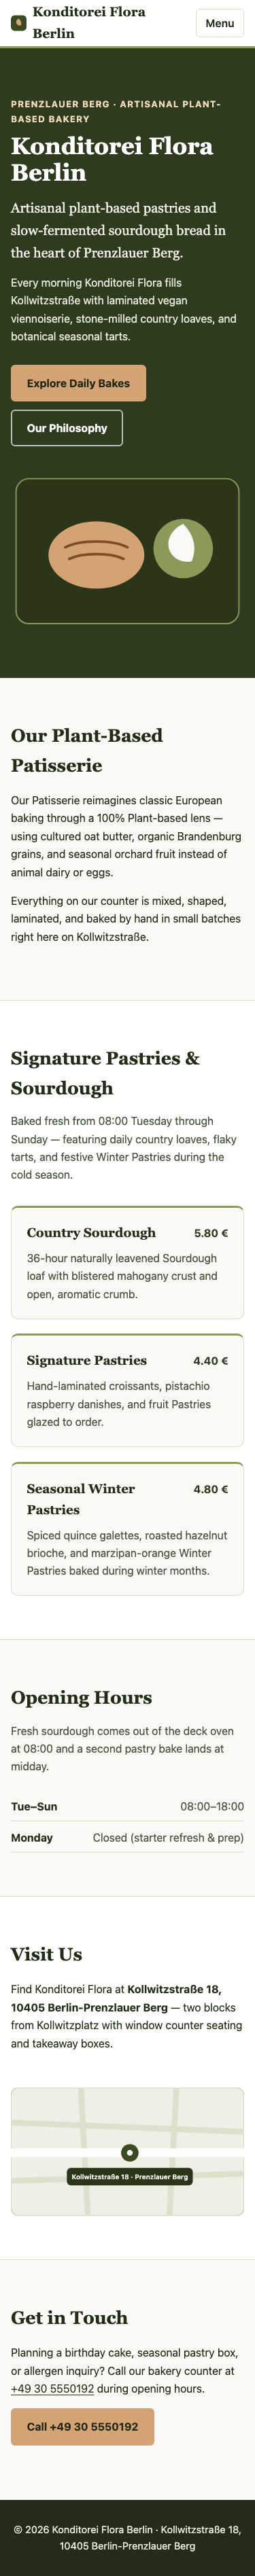 Konditorei Flora
Berlin
Menu
PRENZLAUER BERG · ARTISANAL PLANT-
BASED BAKERY
Konditorei Flora
Berlin
Artisanal plant-based pastries and
slow-fermented sourdough bread in
the heart of Prenzlauer Berg.
Every morning Konditorei Flora fills
Kollwitzstraße with laminated vegan
viennoiserie, stone-milled country loaves, and
botanical seasonal tarts.
Explore Daily Bakes
Our Philosophy
Our Plant-Based
Patisserie
Our Patisserie reimagines classic European
baking through a 100% Plant-based lens —
using cultured oat butter, organic Brandenburg
grains, and seasonal orchard fruit instead of
animal dairy or eggs.
Everything on our counter is mixed, shaped,
laminated, and baked by hand in small batches
right here on Kollwitzstraße.
Signature Pastries &
Sourdough
Baked fresh from 08:00 Tuesday through
Sunday — featuring daily country loaves, flaky
tarts, and festive Winter Pastries during the
cold season.
Country Sourdough 5.80 €
36-hour naturally leavened Sourdough
loaf with blistered mahogany crust and
open, aromatic crumb.
Signature Pastries 4.40 €
Hand-laminated croissants, pistachio
raspberry danishes, and fruit Pastries
glazed to order.
Seasonal Winter 4.80 €
Pastries
Spiced quince galettes, roasted hazelnut
brioche, and marzipan-orange Winter
Pastries baked during winter months.
Opening Hours
Fresh sourdough comes out of the deck oven
at 08:00 and a second pastry bake lands at
midday.
Tue–Sun 08:00–18:00
Monday Closed (starter refresh & prep)
Visit Us
Find Konditorei Flora at Kollwitzstraße 18,
10405 Berlin-Prenzlauer Berg — two blocks
from Kollwitzplatz with window counter seating
and takeaway boxes.
Kollwitzstraße 18 · Prenzlauer Berg
Get in Touch
Planning a birthday cake, seasonal pastry box,
or allergen inquiry? Call our bakery counter at
+49 30 5550192 during opening hours.
Call +49 30 5550192
© 2026 Konditorei Flora Berlin · Kollwitzstraße 18,
10405 Berlin-Prenzlauer Berg